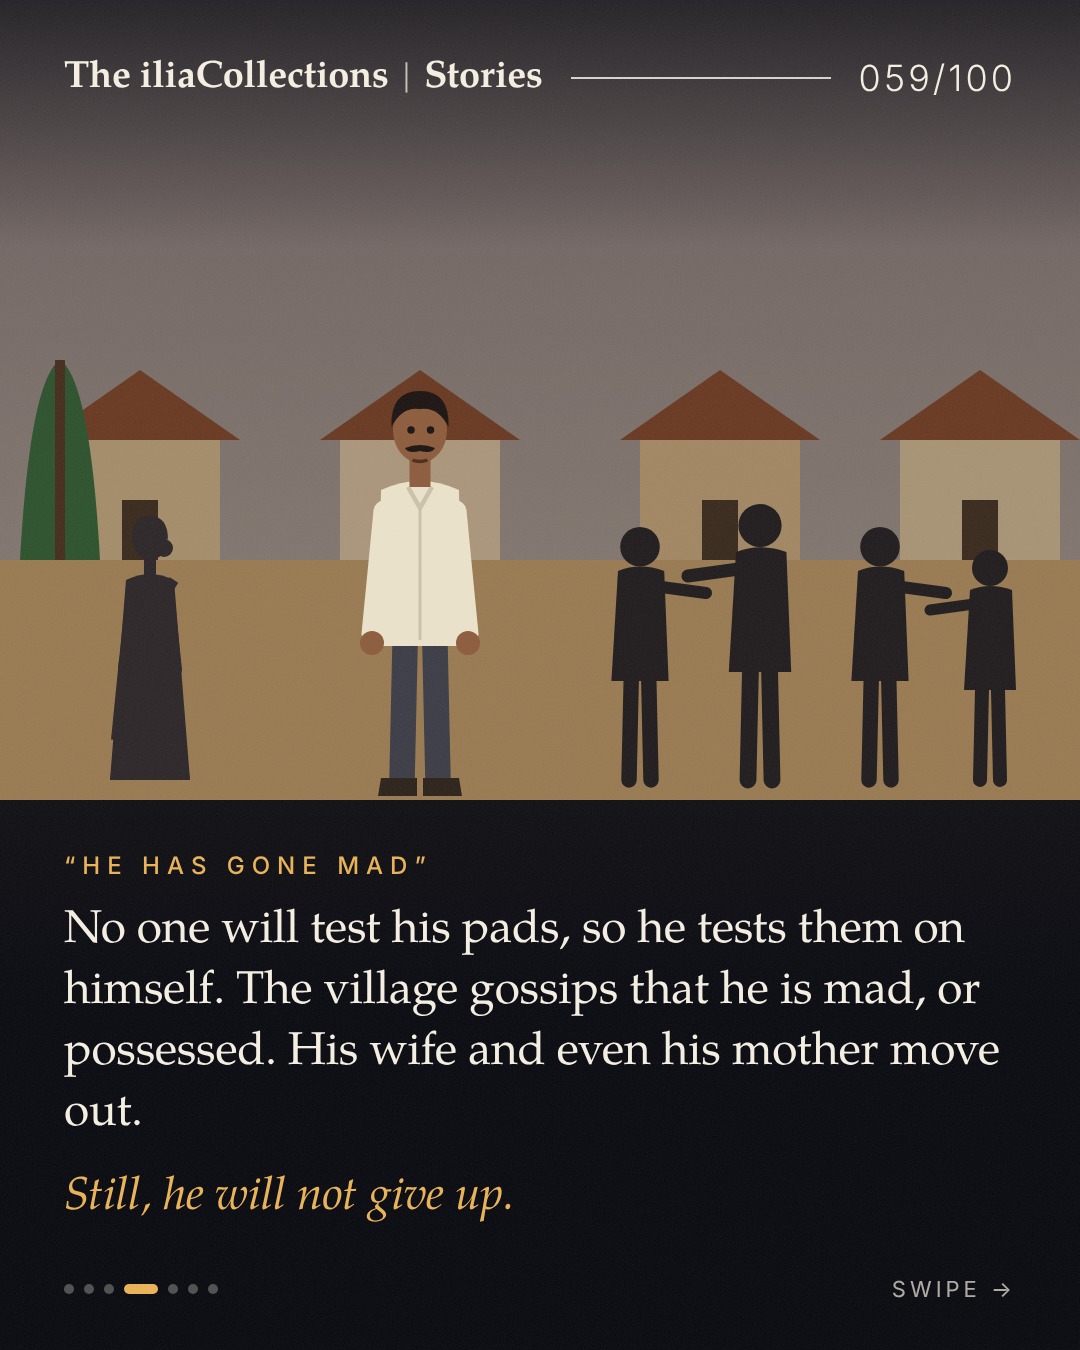 The iliaCollections | Stories 059/100
“HE HAS GONE MAD”
No one will test his pads, so he tests them on
himself. The village gossips that he is mad, or
possessed. His wife and even his mother move
out.
Still, he will not give up.
SWIPE →